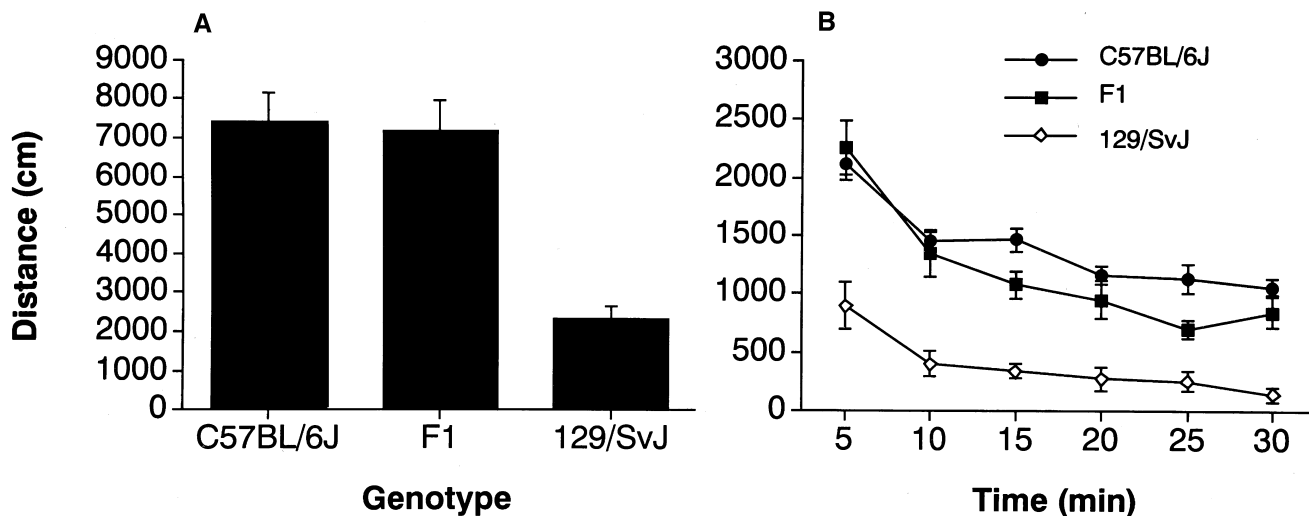 A
9000
8000
7000
6000
5000
4000
3000
2000
1000
0
Distance (cm)
C57BL/6J F1 129/SvJ
Genotype
B
3000
2500
2000
1500
1000
500
0
C57BL/6J
F1
129/SvJ
5 10 15 20 25 30
Time (min)